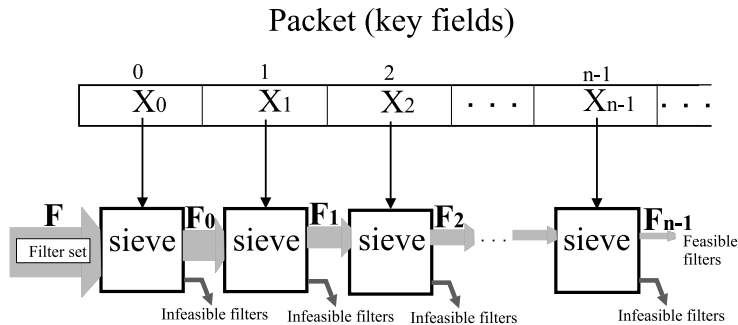 Packet (key fields)
0 1 2 n-1
X0 X1 X2 . . . Xn-1 . . .
F F0 F1 F2 Fn-1
Filter set sieve sieve sieve . . . sieve Feasible
filters
Infeasible filters Infeasible filters Infeasible filters Infeasible filters